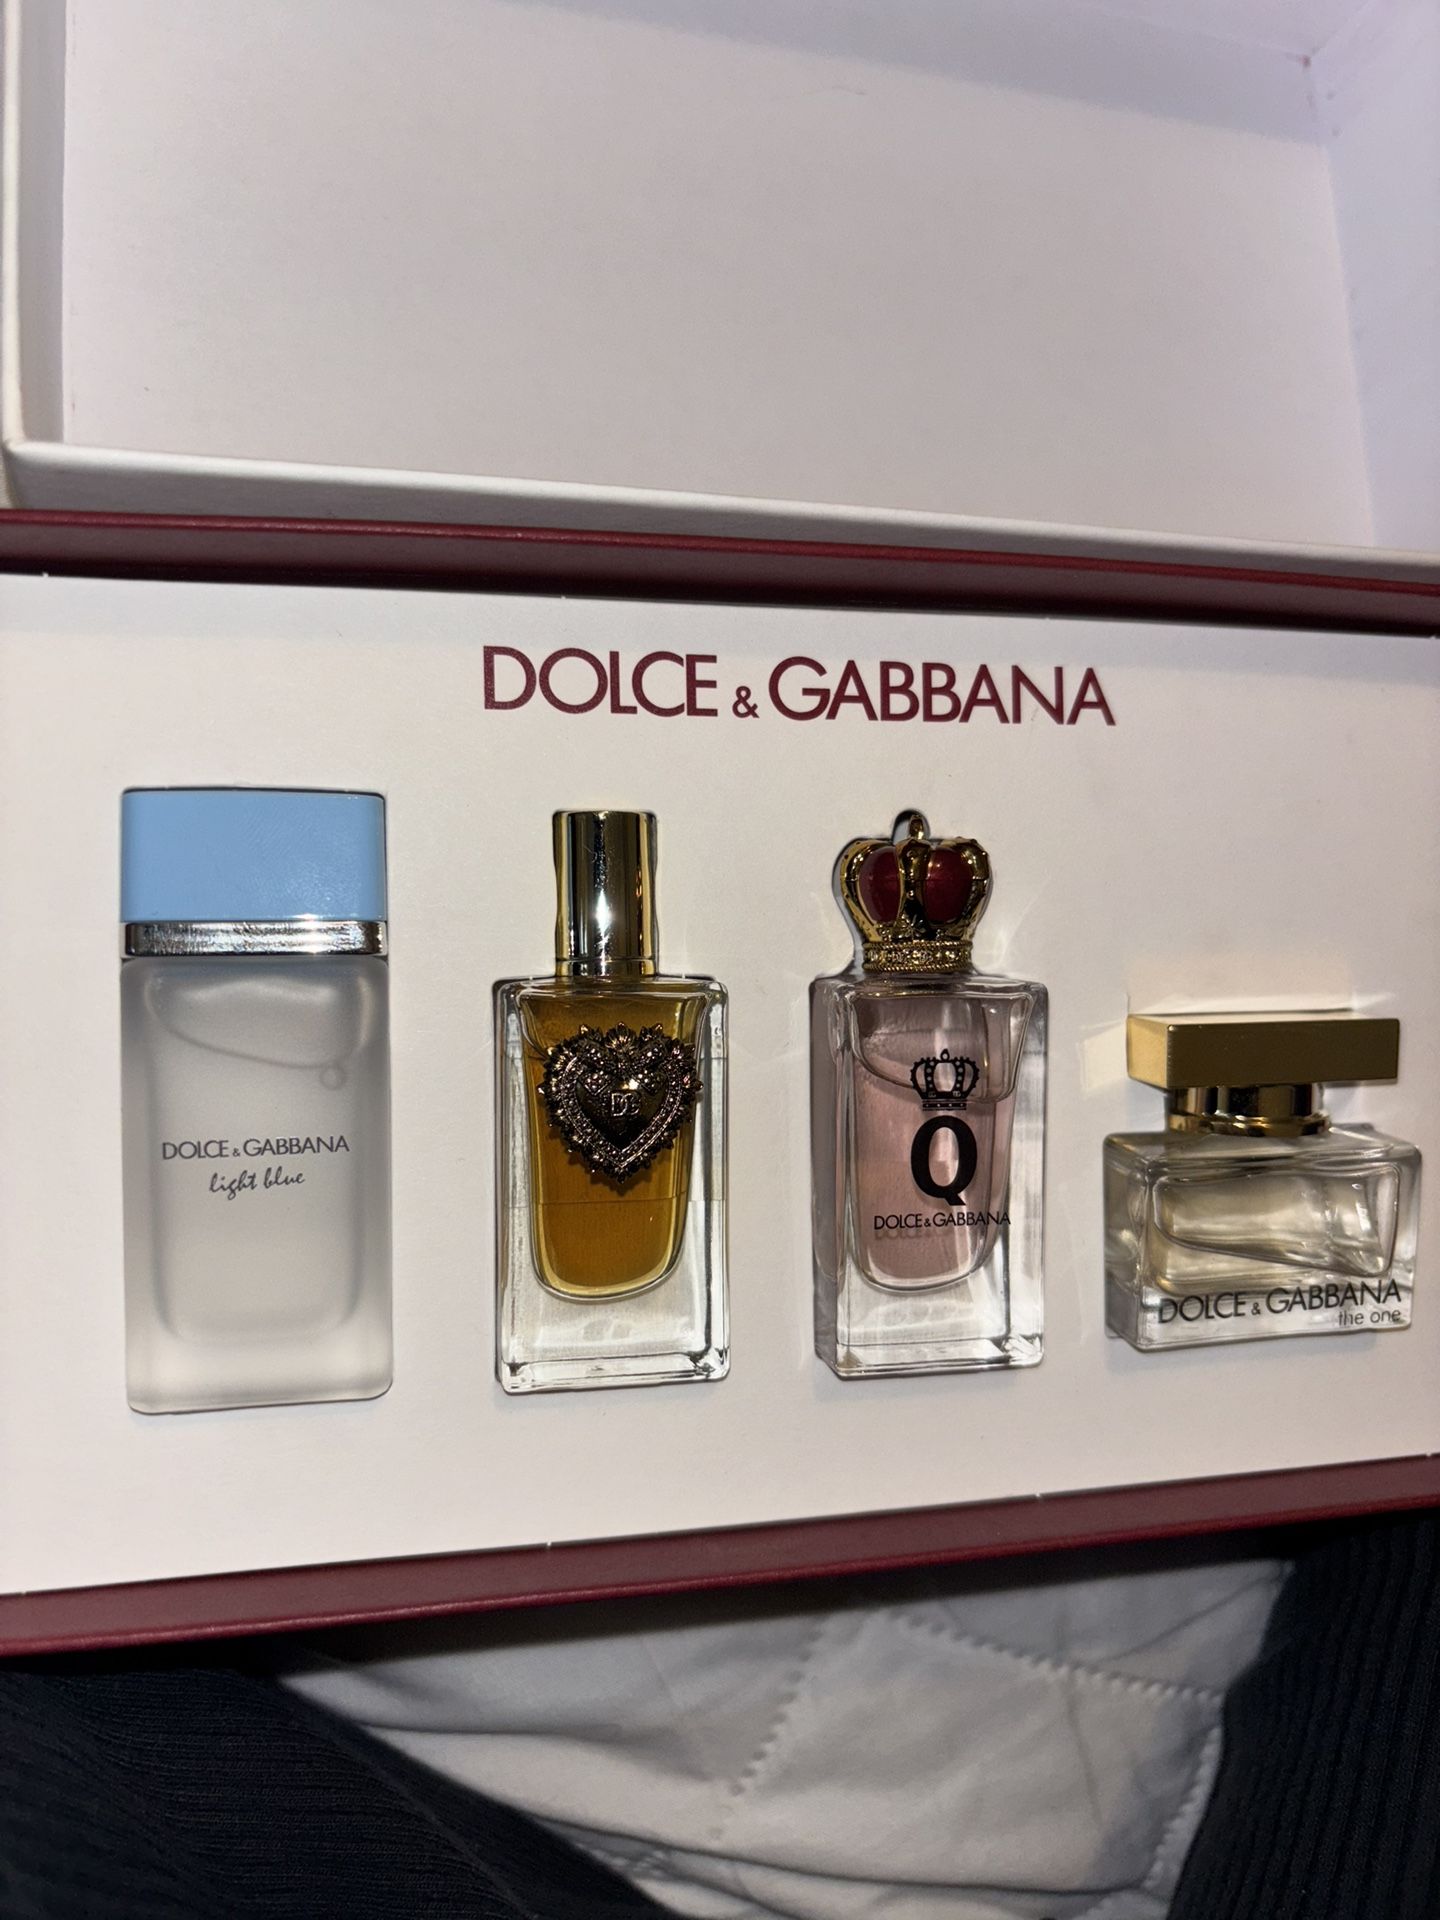 DOLCE & GABBANA
DOLCE & GABBANA
light blue
DG
Q
DOLCE & GABBANA
DOLCE & GABBANA
the one